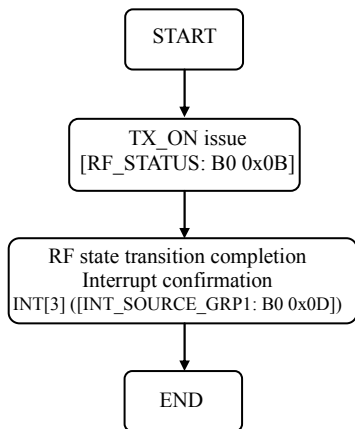 START
TX_ON issue
[RF_STATUS: B0 0x0B]
RF state transition completion
Interrupt confirmation
INT[3] ([INT_SOURCE_GRP1: B0 0x0D])
END